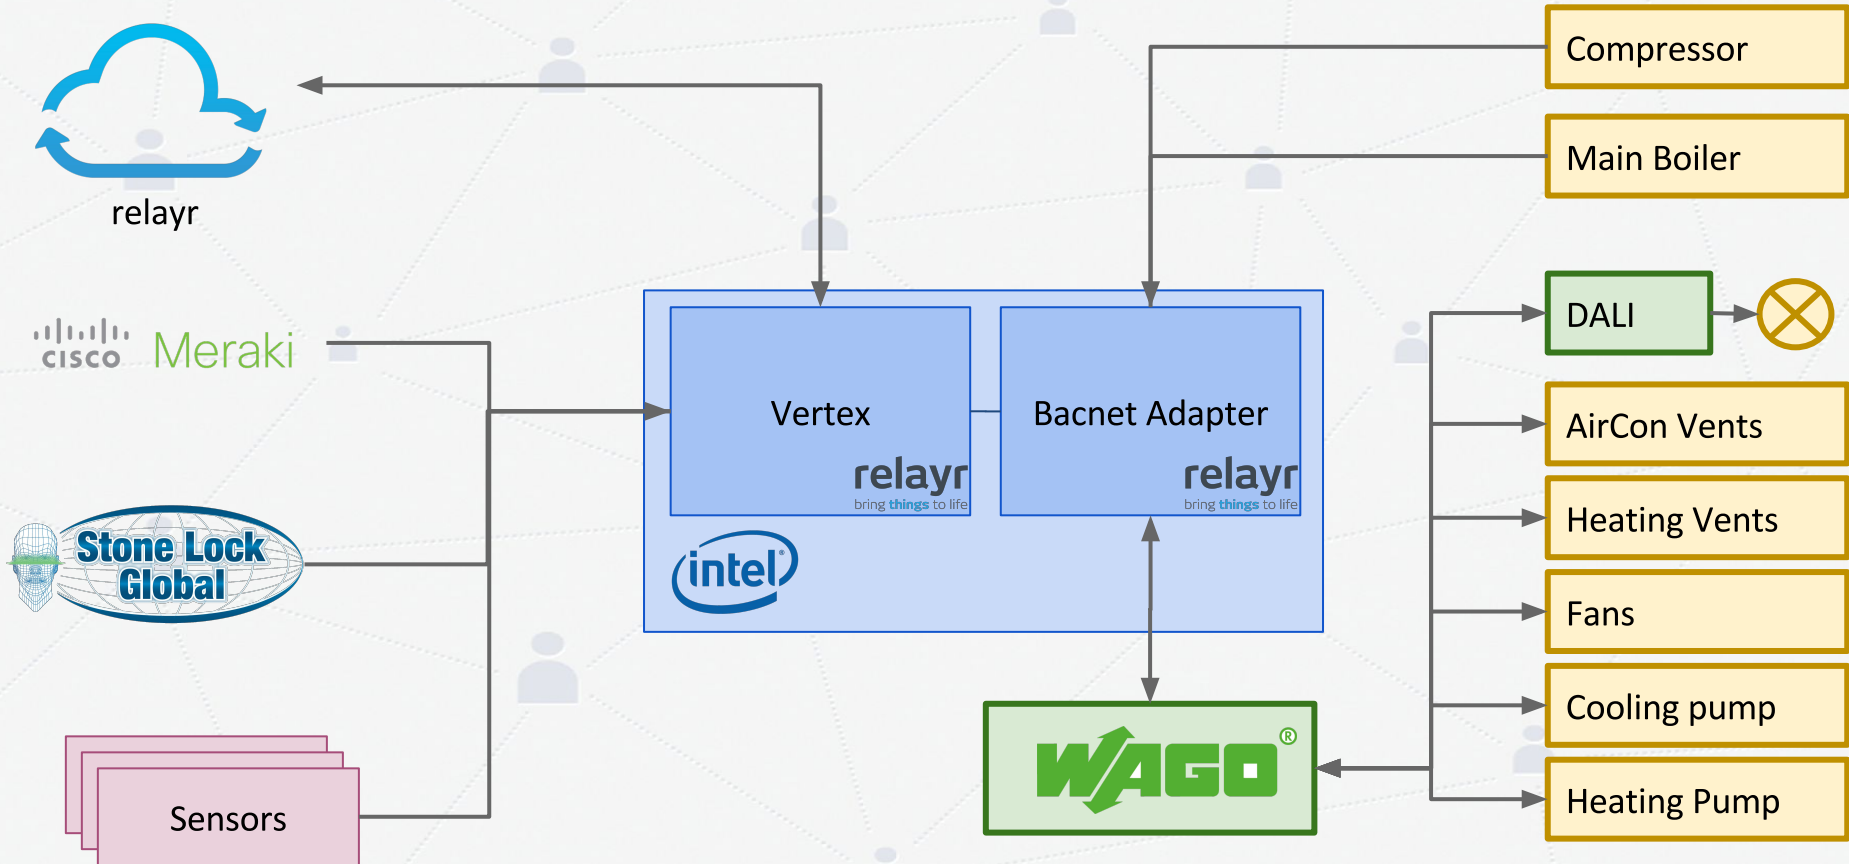 relayr
CISCO Meraki
Stone Lock
Global
Sensors
Vertex
relayr
bring things to life
Bacnet Adapter
relayr
bring things to life
intel®
WAGO®
Compressor
Main Boiler
DALI
AirCon Vents
Heating Vents
Fans
Cooling pump
Heating Pump